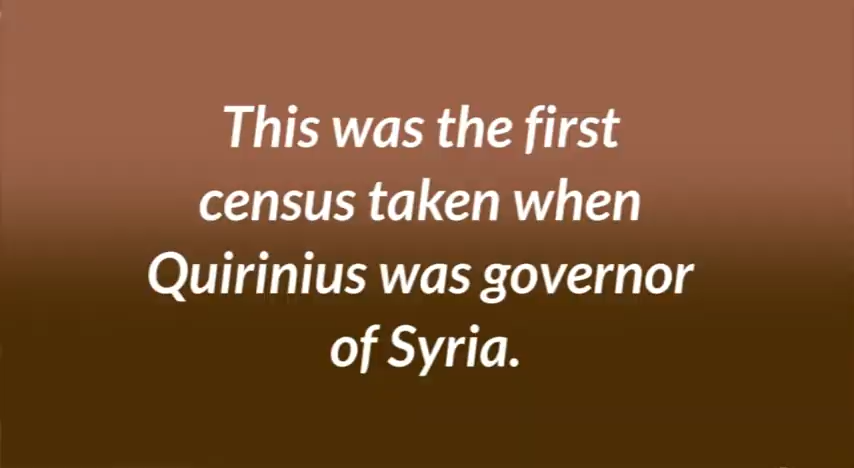 This was the first
census taken when
Quirinius was governor
of Syria.